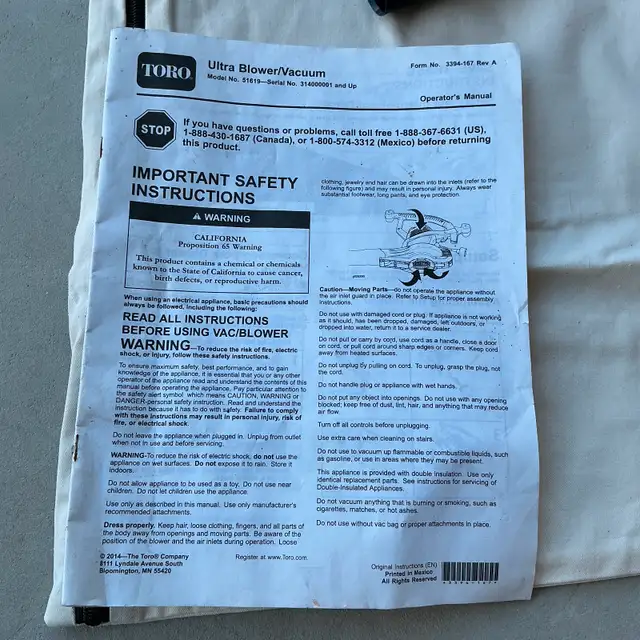 TORO
Ultra Blower/Vacuum
Model No. 51619—Serial No. 314000001 and Up
Form No. 3394-167 Rev A
Operator's Manual
STOP
If you have questions or problems, call toll free 1-888-367-6631 (US),
1-888-430-1687 (Canada), or 1-800-574-3312 (Mexico) before returning
this product.
IMPORTANT SAFETY
INSTRUCTIONS
WARNING
CALIFORNIA
Proposition 65 Warning
This product contains a chemical or chemicals
known to the State of California to cause cancer,
birth defects, or reproductive harm.
When using an electrical appliance, basic precautions should
always be followed, including the following:
READ ALL INSTRUCTIONS
BEFORE USING VAC/BLOWER
WARNING—To reduce the risk of fire, electric
shock, or injury, follow these safety instructions.
To ensure maximum safety, best performance, and to gain
knowledge of the appliance, it is essential that you or any other
operator of the appliance read and understand the contents of this
manual before operating the appliance. Pay particular attention to
the safety alert symbol which means CAUTION, WARNING or
DANGER-personal safety instruction. Read and understand the
instruction because it has to do with safety. Failure to comply
with these instructions may result in personal injury, risk of
fire, or electrical shock.
Do not leave the appliance when plugged in. Unplug from outlet
when not in use and before servicing.
WARNING-To reduce the risk of electric shock, do not use the
appliance on wet surfaces. Do not expose it to rain. Store it
indoors.
Do not allow appliance to be used as a toy. Do not use near
children. Do not let children use the appliance.
Use only as described in this manual. Use only manufacturer's
recommended attachments.
Dress properly. Keep hair, loose clothing, fingers, and all parts of
the body away from openings and moving parts. Be aware of the
position of the blower and the air inlets during operation. Loose
clothing, jewelry and hair can be drawn into the inlets (refer to the
following figure) and may result in personal injury. Always wear
substantial footwear, long pants, and eye protection.
Caution—Moving Parts—do not operate the appliance without
the air inlet guard in place. Refer to Setup for proper assembly
instructions.
Do not use with damaged cord or plug. If appliance is not working
as it should, has been dropped, damaged, left outdoors, or
dropped into water, return it to a service dealer.
Do not pull or carry by cord, use cord as a handle, close a door
on cord, or pull cord around sharp edges or corners. Keep cord
away from heated surfaces.
Do not unplug by pulling on cord. To unplug, grasp the plug, not
the cord.
Do not handle plug or appliance with wet hands.
Do not put any object into openings. Do not use with any opening
blocked; keep free of dust, lint, hair, and anything that may reduce
air flow.
Turn off all controls before unplugging.
Use extra care when cleaning on stairs.
Do not use to vacuum up flammable or combustible liquids, such
as gasoline, or use in areas where they may be present.
This appliance is provided with double insulation. Use only
identical replacement parts. See instructions for servicing of
Double-Insulated Appliances.
Do not vacuum anything that is burning or smoking, such as
cigarettes, matches, or hot ashes.
Do not use without vac bag or proper attachments in place.
© 2014—The Toro® Company
8111 Lyndale Avenue South
Bloomington, MN 55420
Register at www.Toro.com.
Original Instructions (EN)
Printed in Mexico
All Rights Reserved